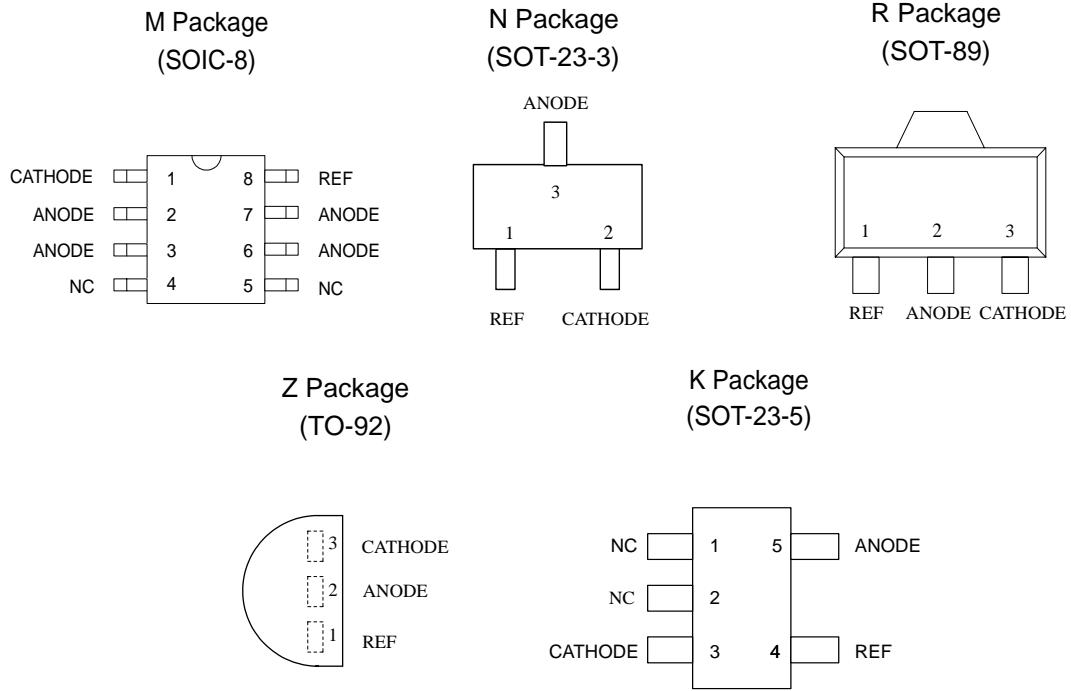 M Package
(SOIC-8)
CATHODE 1 8 REF
ANODE 2 7 ANODE
ANODE 3 6 ANODE
NC 4 5 NC
N Package
(SOT-23-3)
ANODE
3
1 2
REF CATHODE
R Package
(SOT-89)
1 2 3
REF ANODE CATHODE
Z Package
(TO-92)
3 CATHODE
2 ANODE
1 REF
K Package
(SOT-23-5)
NC 1 5 ANODE
NC 2
CATHODE 3 4 REF